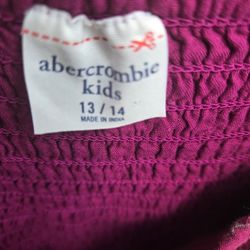 abercrombie
kids
13 / 14
MADE IN INDIA